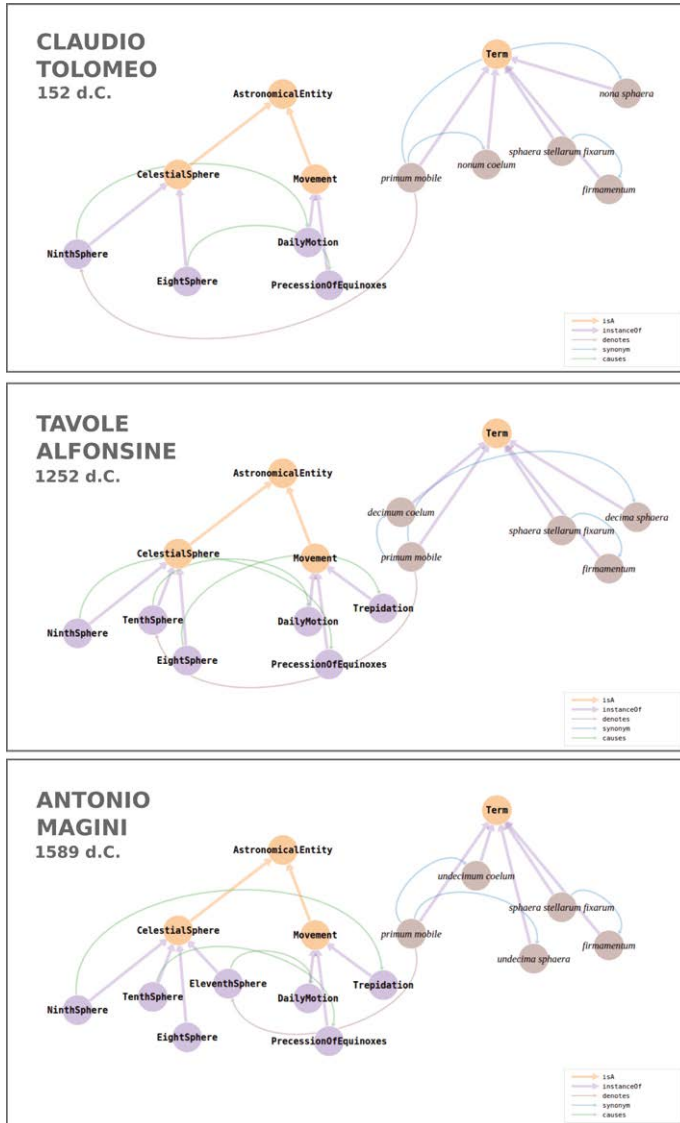 CLAUDIO
TOLOMEO
152 d.C.
Term
AstronomicalEntity
nona sphaera
sphaera stellarum fixarum
nonum coelum
CelestialSphere
Movement
primum mobile
firmamentum
DailyMotion
NinthSphere
EightSphere
PrecessionOfEquinoxes
isA
instanceOf
denotes
synonym
causes
TAVOLE
ALFONSINE
1252 d.C.
Term
AstronomicalEntity
decimum coelum
decima sphaera
sphaera stellarum fixarum
CelestialSphere
Movement
primum mobile
firmamentum
Trepidation
TenthSphere
DailyMotion
NinthSphere
EightSphere
PrecessionOfEquinoxes
isA
instanceOf
denotes
synonym
causes
ANTONIO
MAGINI
1589 d.C.
Term
AstronomicalEntity
undecimum coelum
sphaera stellarum fixarum
CelestialSphere
Movement
primum mobile
firmamentum
undecima sphaera
EleventhSphere
Trepidation
TenthSphere
DailyMotion
NinthSphere
EightSphere
PrecessionOfEquinoxes
isA
instanceOf
denotes
synonym
causes